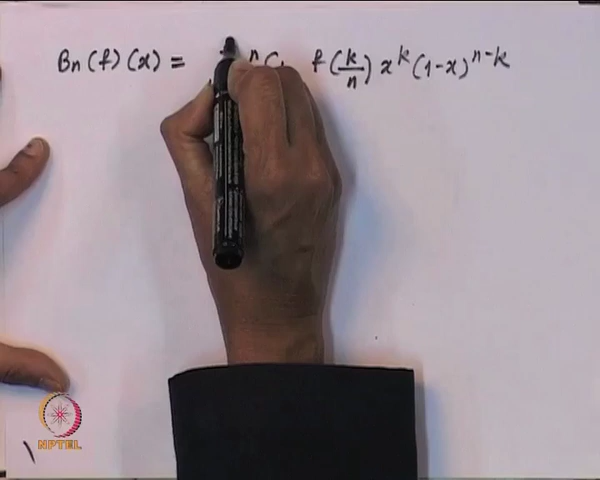 Bn (f) (x) = n C f (k/n) x^k (1-x)^{n-k}
NPTEL